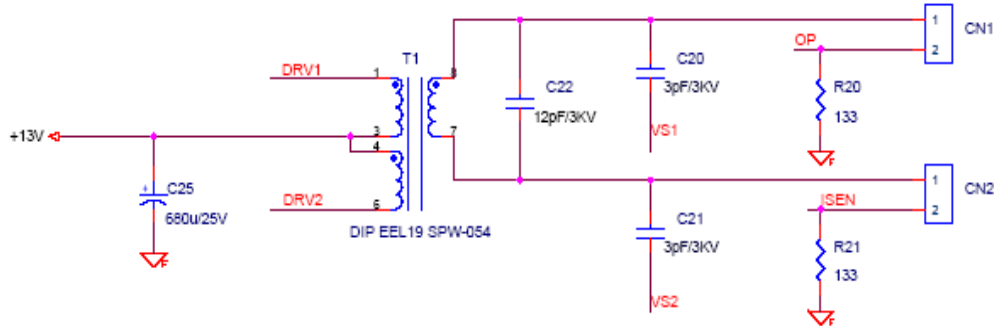 1
CN1
T1
OP
2
C20
DRV1
1
8
C22
3pF/3KV
R20
12pF/3KV
133
+13V
3
7
VS1
4
F
1
C25
CN2
ISEN
2
680u/25V
DRV2
6
C21
DIP EEL19 SPW-054
3pF/3KV
R21
F
133
VS2
F